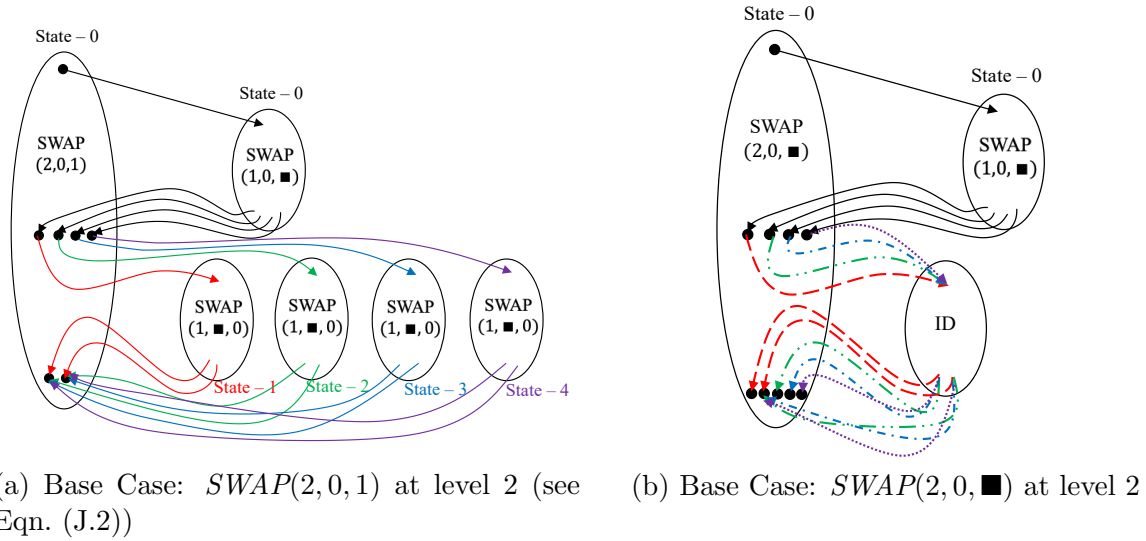 State – 0
State – 0
SWAP
(2,0,1)
SWAP
(1,0, ■)
SWAP
(1, ■, 0)
SWAP
(1, ■, 0)
SWAP
(1, ■, 0)
SWAP
(1, ■, 0)
State – 1
State – 2
State – 3
State – 4
a) Base Case: SWAP(2, 0, 1) at level 2 (see
Eqn. (J.2))
State – 0
State – 0
SWAP
(2,0, ■)
SWAP
(1,0, ■)
ID
(b) Base Case: SWAP(2, 0, ■) at level 2